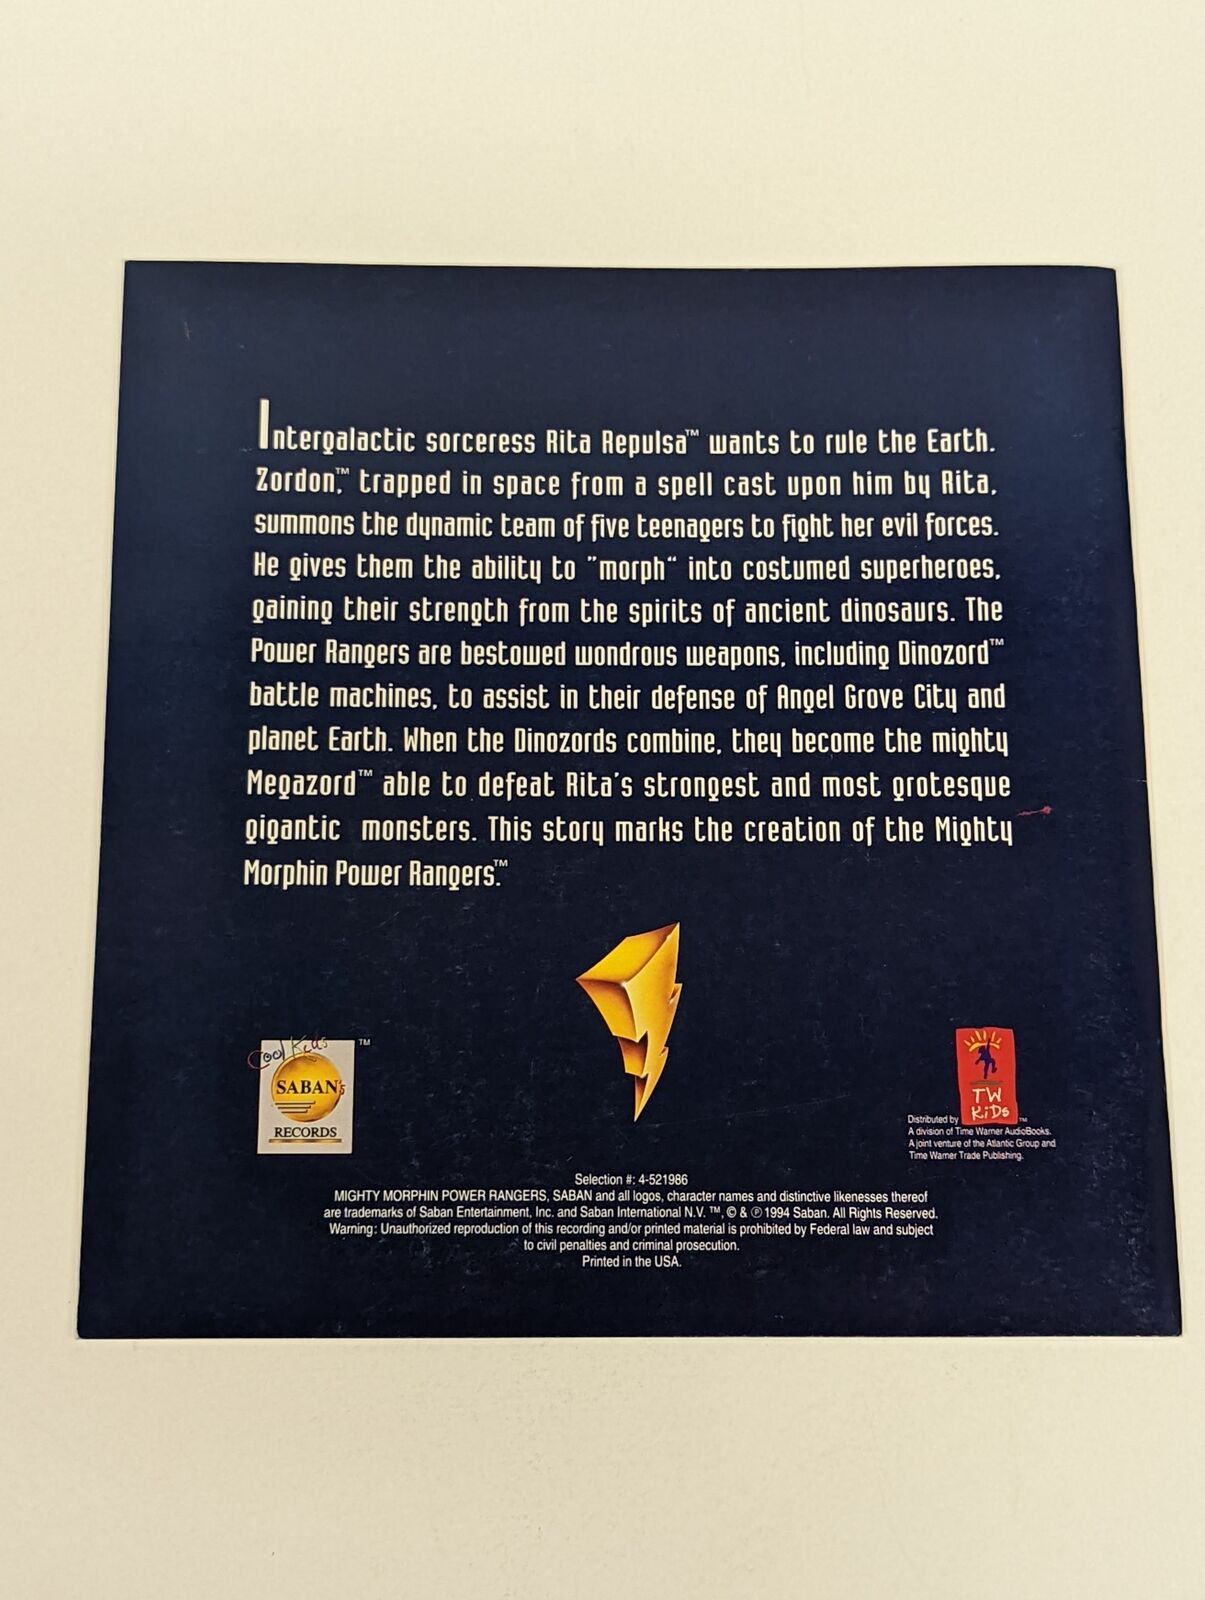 Intergalactic sorceress Rita Repulsa™ wants to rule the Earth.
Zordon,™ trapped in space from a spell cast upon him by Rita,
summons the dynamic team of five teenagers to fight her evil forces.
He gives them the ability to "morph" into costumed superheroes,
gaining their strength from the spirits of ancient dinosaurs. The
Power Rangers are bestowed wondrous weapons, including Dinozord™
battle machines, to assist in their defense of Angel Grove City and
planet Earth. When the Dinozords combine, they become the mighty
Megazord™ able to defeat Rita's strongest and most grotesque
gigantic monsters. This story marks the creation of the Mighty
Morphin Power Rangers.™
Cool Kids
TM
SABAN's
RECORDS
TW
KiDs
Distributed by ™
A division of Time Warner AudioBooks.
A joint venture of the Atlantic Group and
Time Warner Trade Publishing.
Selection #: 4-521986
MIGHTY MORPHIN POWER RANGERS, SABAN and all logos, character names and distinctive likenesses thereof
are trademarks of Saban Entertainment, Inc. and Saban International N.V. ™, © & ℗ 1994 Saban. All Rights Reserved.
Warning: Unauthorized reproduction of this recording and/or printed material is prohibited by Federal law and subject
to civil penalties and criminal prosecution.
Printed in the USA.